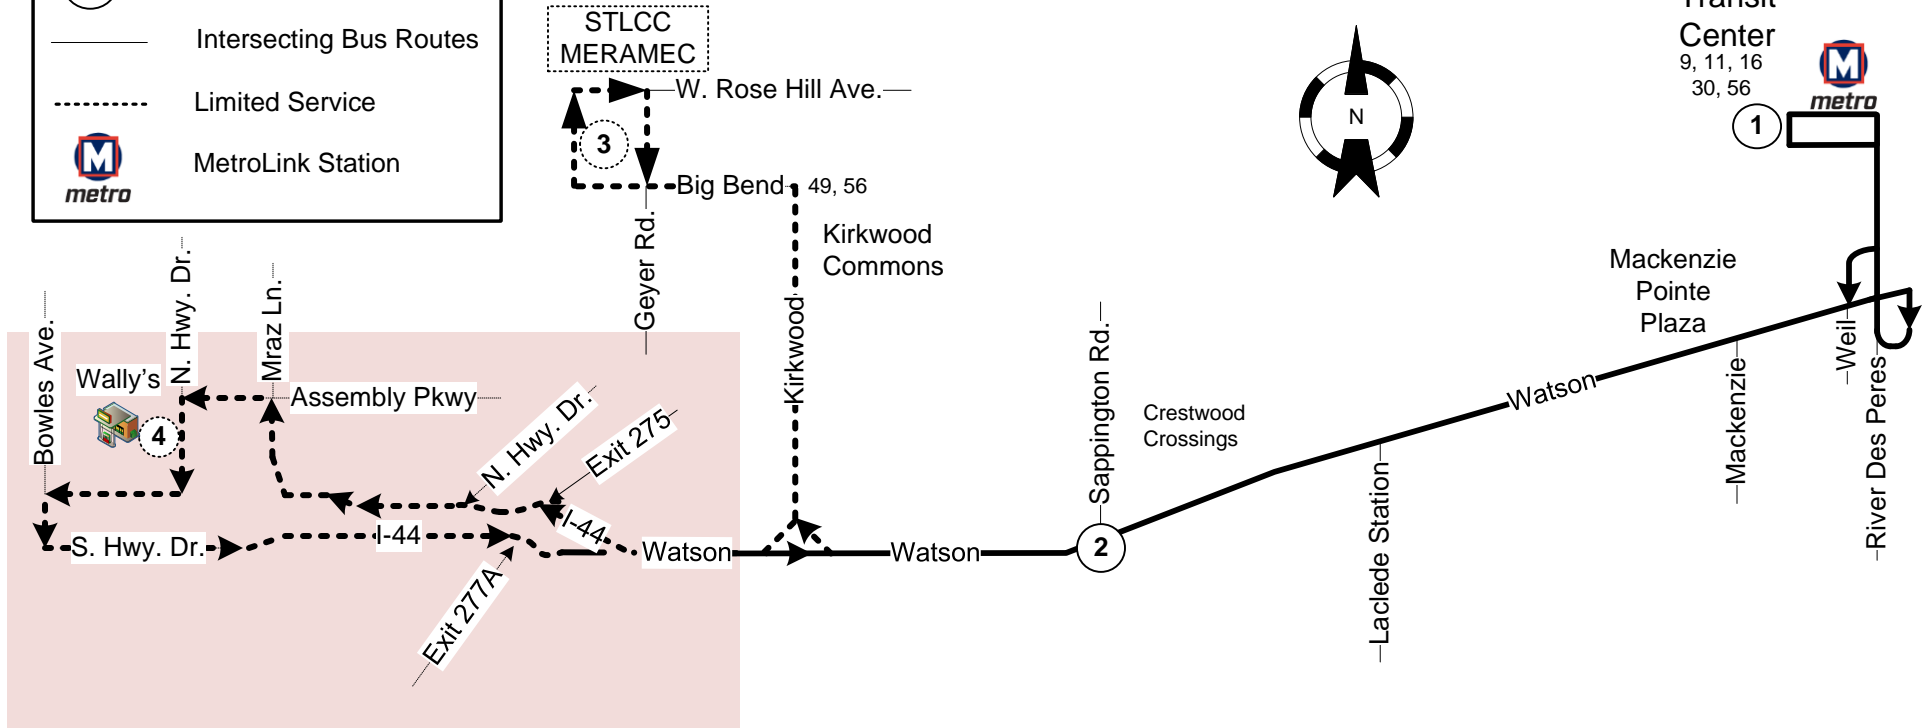 Intersecting Bus Routes
Limited Service
MetroLink Station
M
metro
STLCC
MERAMEC
W. Rose Hill Ave.
3
Big Bend
49, 56
Geyer Rd.
Kirkwood
Commons
Kirkwood
N
Transit
Center
9, 11, 16
30, 56
M
metro
1
Mackenzie
Pointe
Plaza
Weil
River Des Peres
Mackenzie
Watson
Laclede Station
Crestwood
Crossings
Sappington Rd.
2
Watson
Watson
Bowles Ave.
N. Hwy. Dr.
Mraz Ln.
Wally's
4
Assembly Pkwy
N. Hwy. Dr.
Exit 275
I-44
I-44
S. Hwy. Dr.
Exit 277A